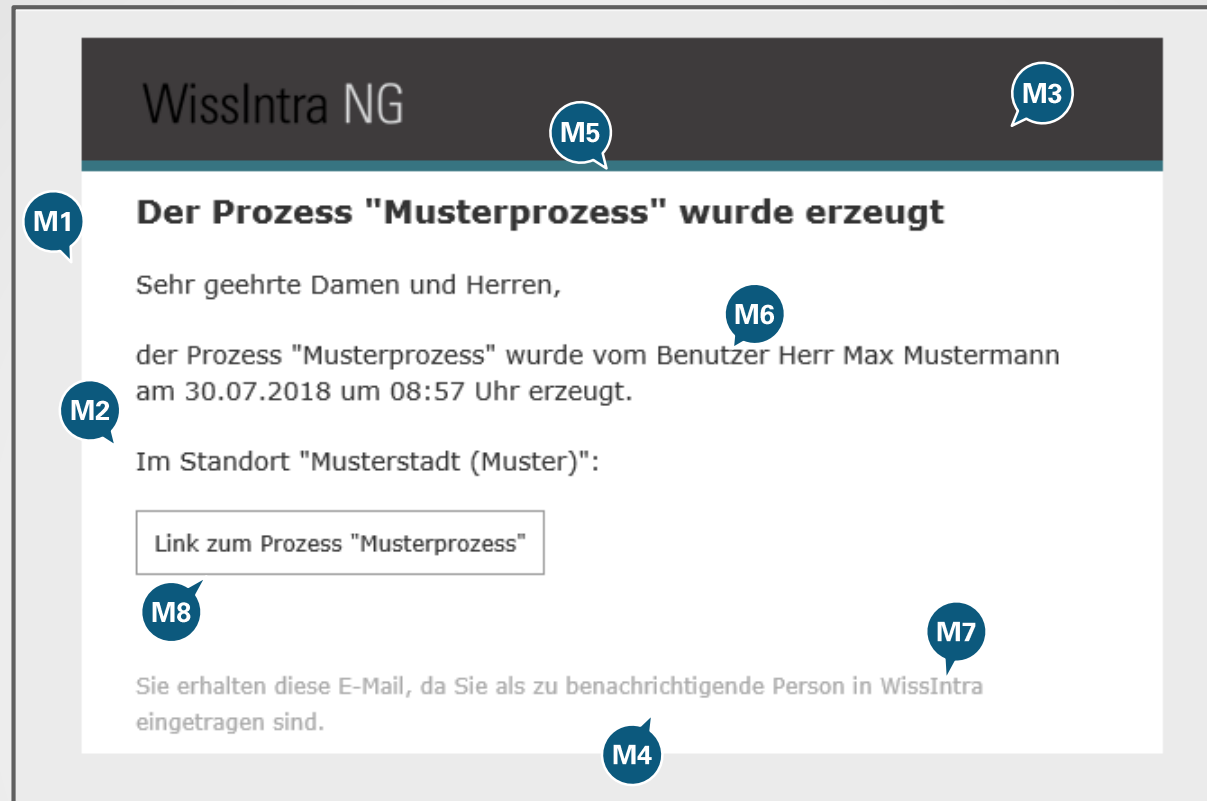 WissIntra NG
M3
M5
M1
Der Prozess "Musterprozess" wurde erzeugt
Sehr geehrte Damen und Herren,
M6
der Prozess "Musterprozess" wurde vom Benutzer Herr Max Mustermann
am 30.07.2018 um 08:57 Uhr erzeugt.
M2
Im Standort "Musterstadt (Muster)":
Link zum Prozess "Musterprozess"
M8
M7
Sie erhalten diese E-Mail, da Sie als zu benachrichtigende Person in WissIntra
eingetragen sind.
M4